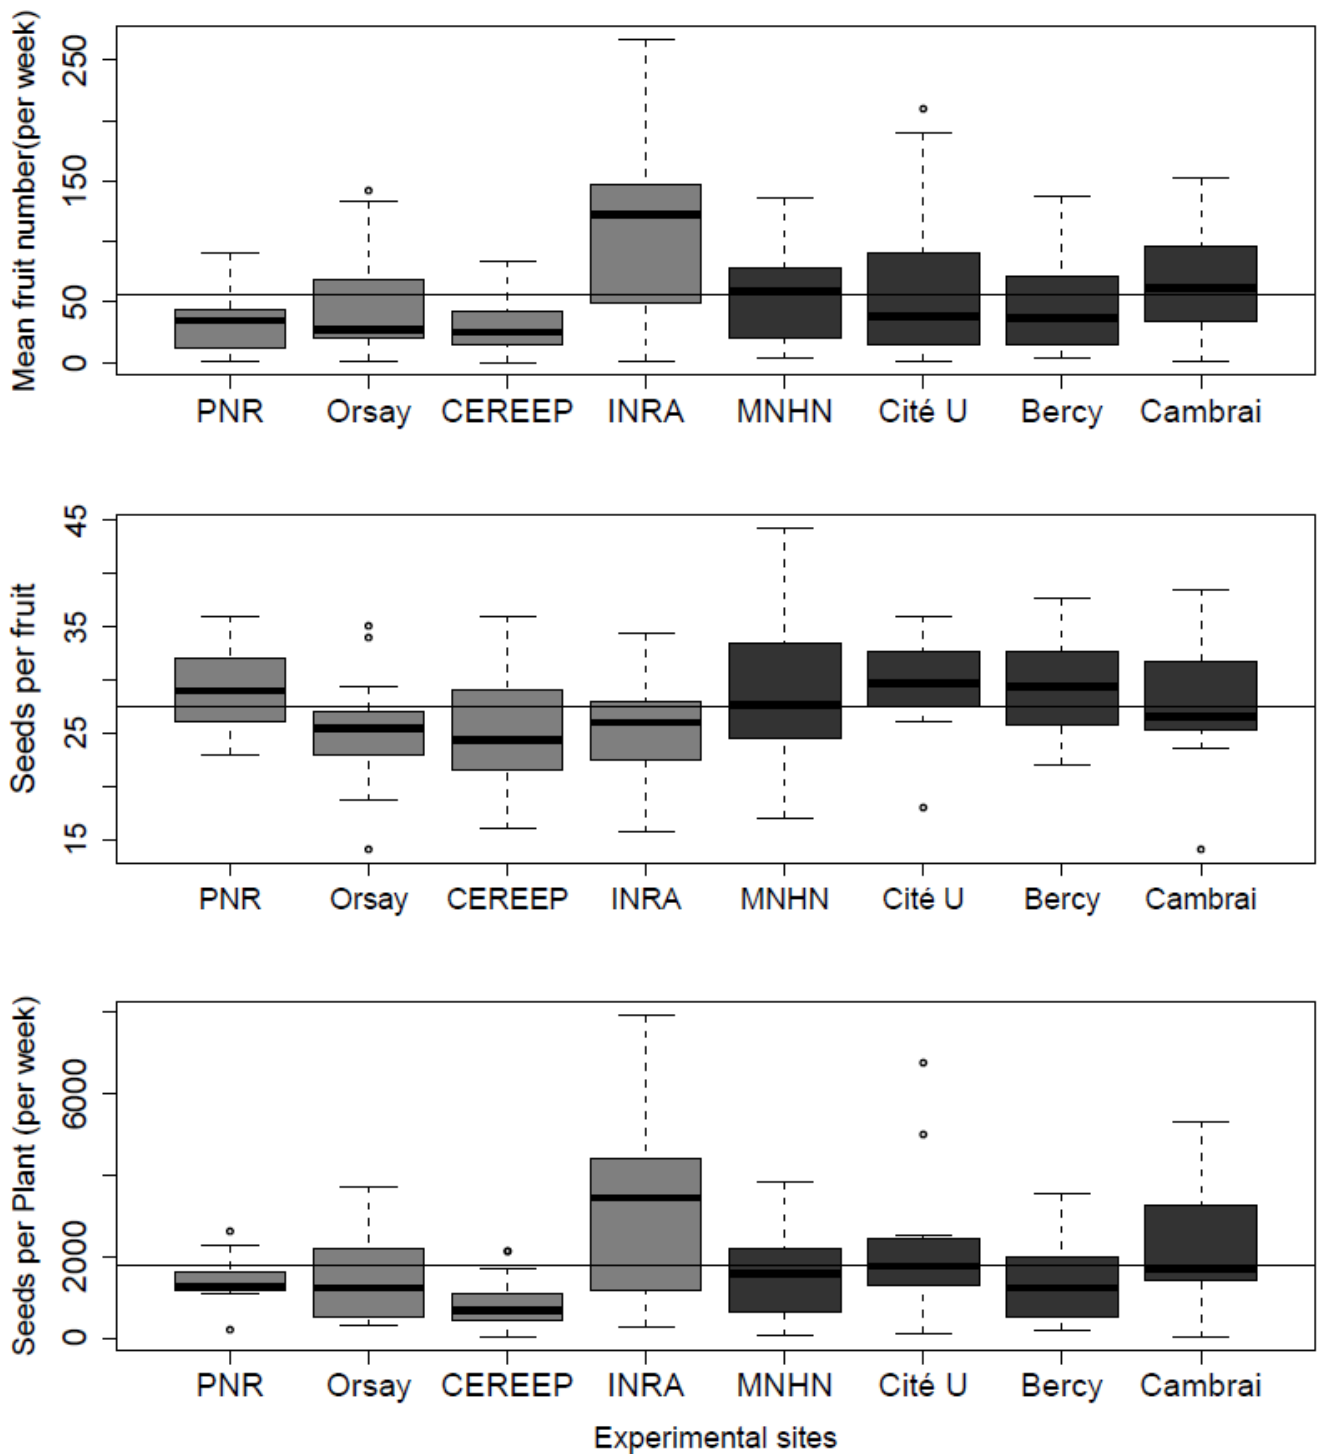 Mean fruit number(per week)
250
150
50
0
PNR Orsay CEREEP INRA MNHN Cité U Bercy Cambrai
Seeds per fruit
45
35
25
15
PNR Orsay CEREEP INRA MNHN Cité U Bercy Cambrai
Seeds per Plant (per week)
6000
2000
0
PNR Orsay CEREEP INRA MNHN Cité U Bercy Cambrai
Experimental sites